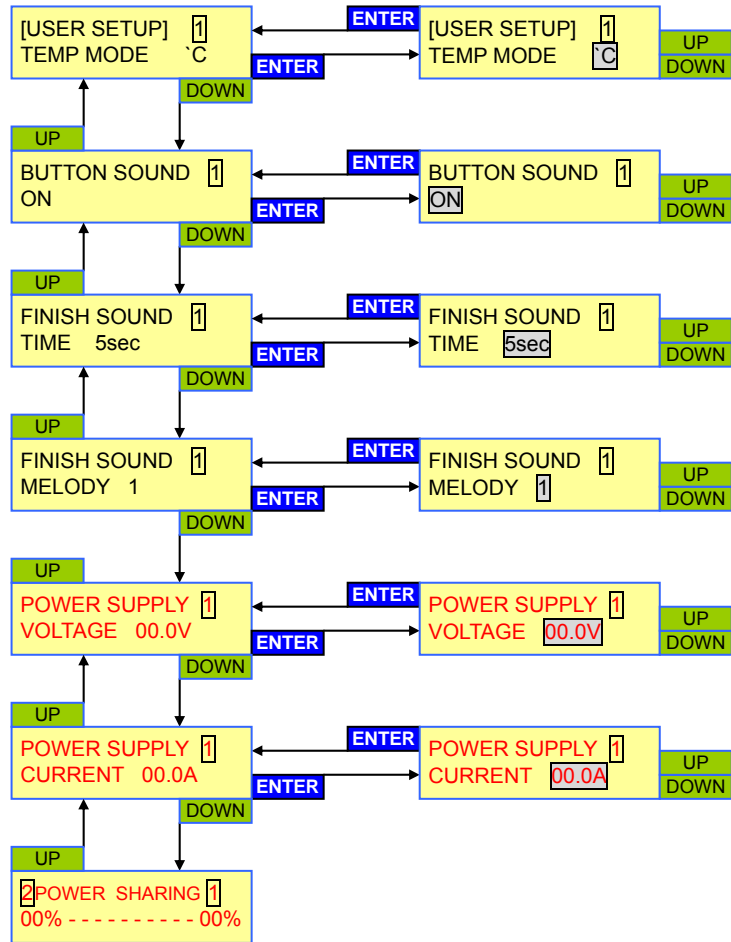 ENTER
[USER SETUP] 1
TEMP MODE `C
[USER SETUP] 1
TEMP MODE `C
UP
DOWN
ENTER
DOWN
UP
ENTER
BUTTON SOUND 1
ON
BUTTON SOUND 1
ON
UP
DOWN
ENTER
DOWN
UP
ENTER
FINISH SOUND 1
TIME 5sec
FINISH SOUND 1
TIME 5sec
UP
DOWN
ENTER
DOWN
UP
ENTER
FINISH SOUND 1
MELODY 1
FINISH SOUND 1
MELODY 1
UP
DOWN
ENTER
DOWN
UP
ENTER
POWER SUPPLY 1
VOLTAGE 00.0V
POWER SUPPLY 1
VOLTAGE 00.0V
UP
DOWN
ENTER
DOWN
UP
ENTER
POWER SUPPLY 1
CURRENT 00.0A
POWER SUPPLY 1
CURRENT 00.0A
UP
DOWN
ENTER
DOWN
UP
2POWER SHARING 1
00% - - - - - - - - - - 00%